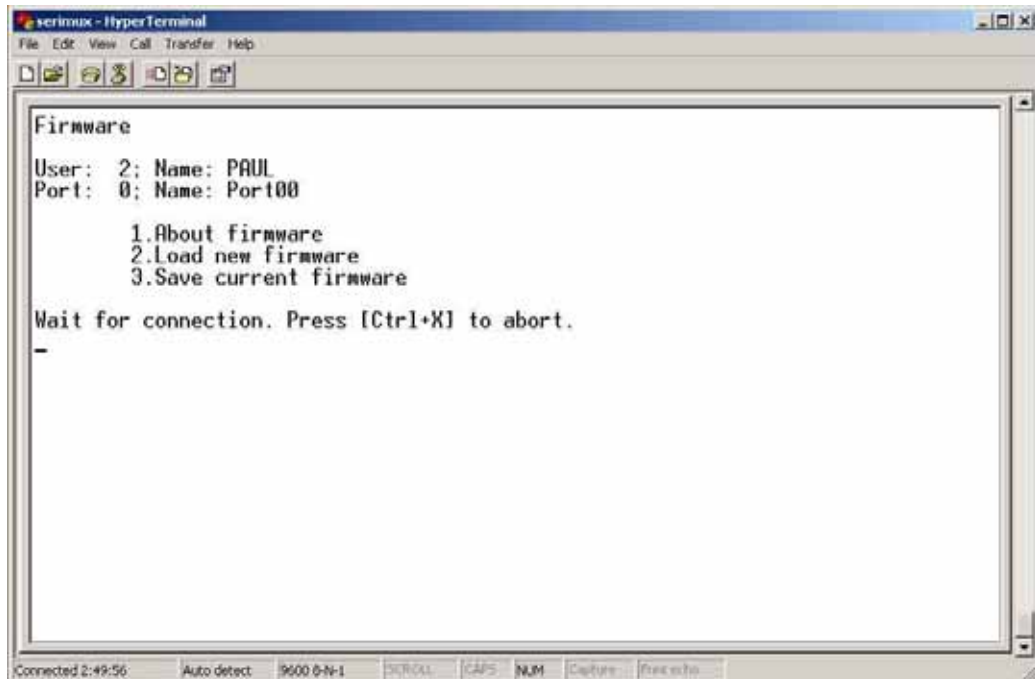 serimux - HyperTerminal
File Edit View Call Transfer Help
Firmware
User: 2; Name: PAUL
Port: 0; Name: Port00
1.About firmware
2.Load new firmware
3.Save current firmware
Wait for connection. Press [Ctrl+X] to abort.
Connected 2:49:56 Auto detect 9600 8-N-1 SCROLL CAPS NUM Capture Print echo